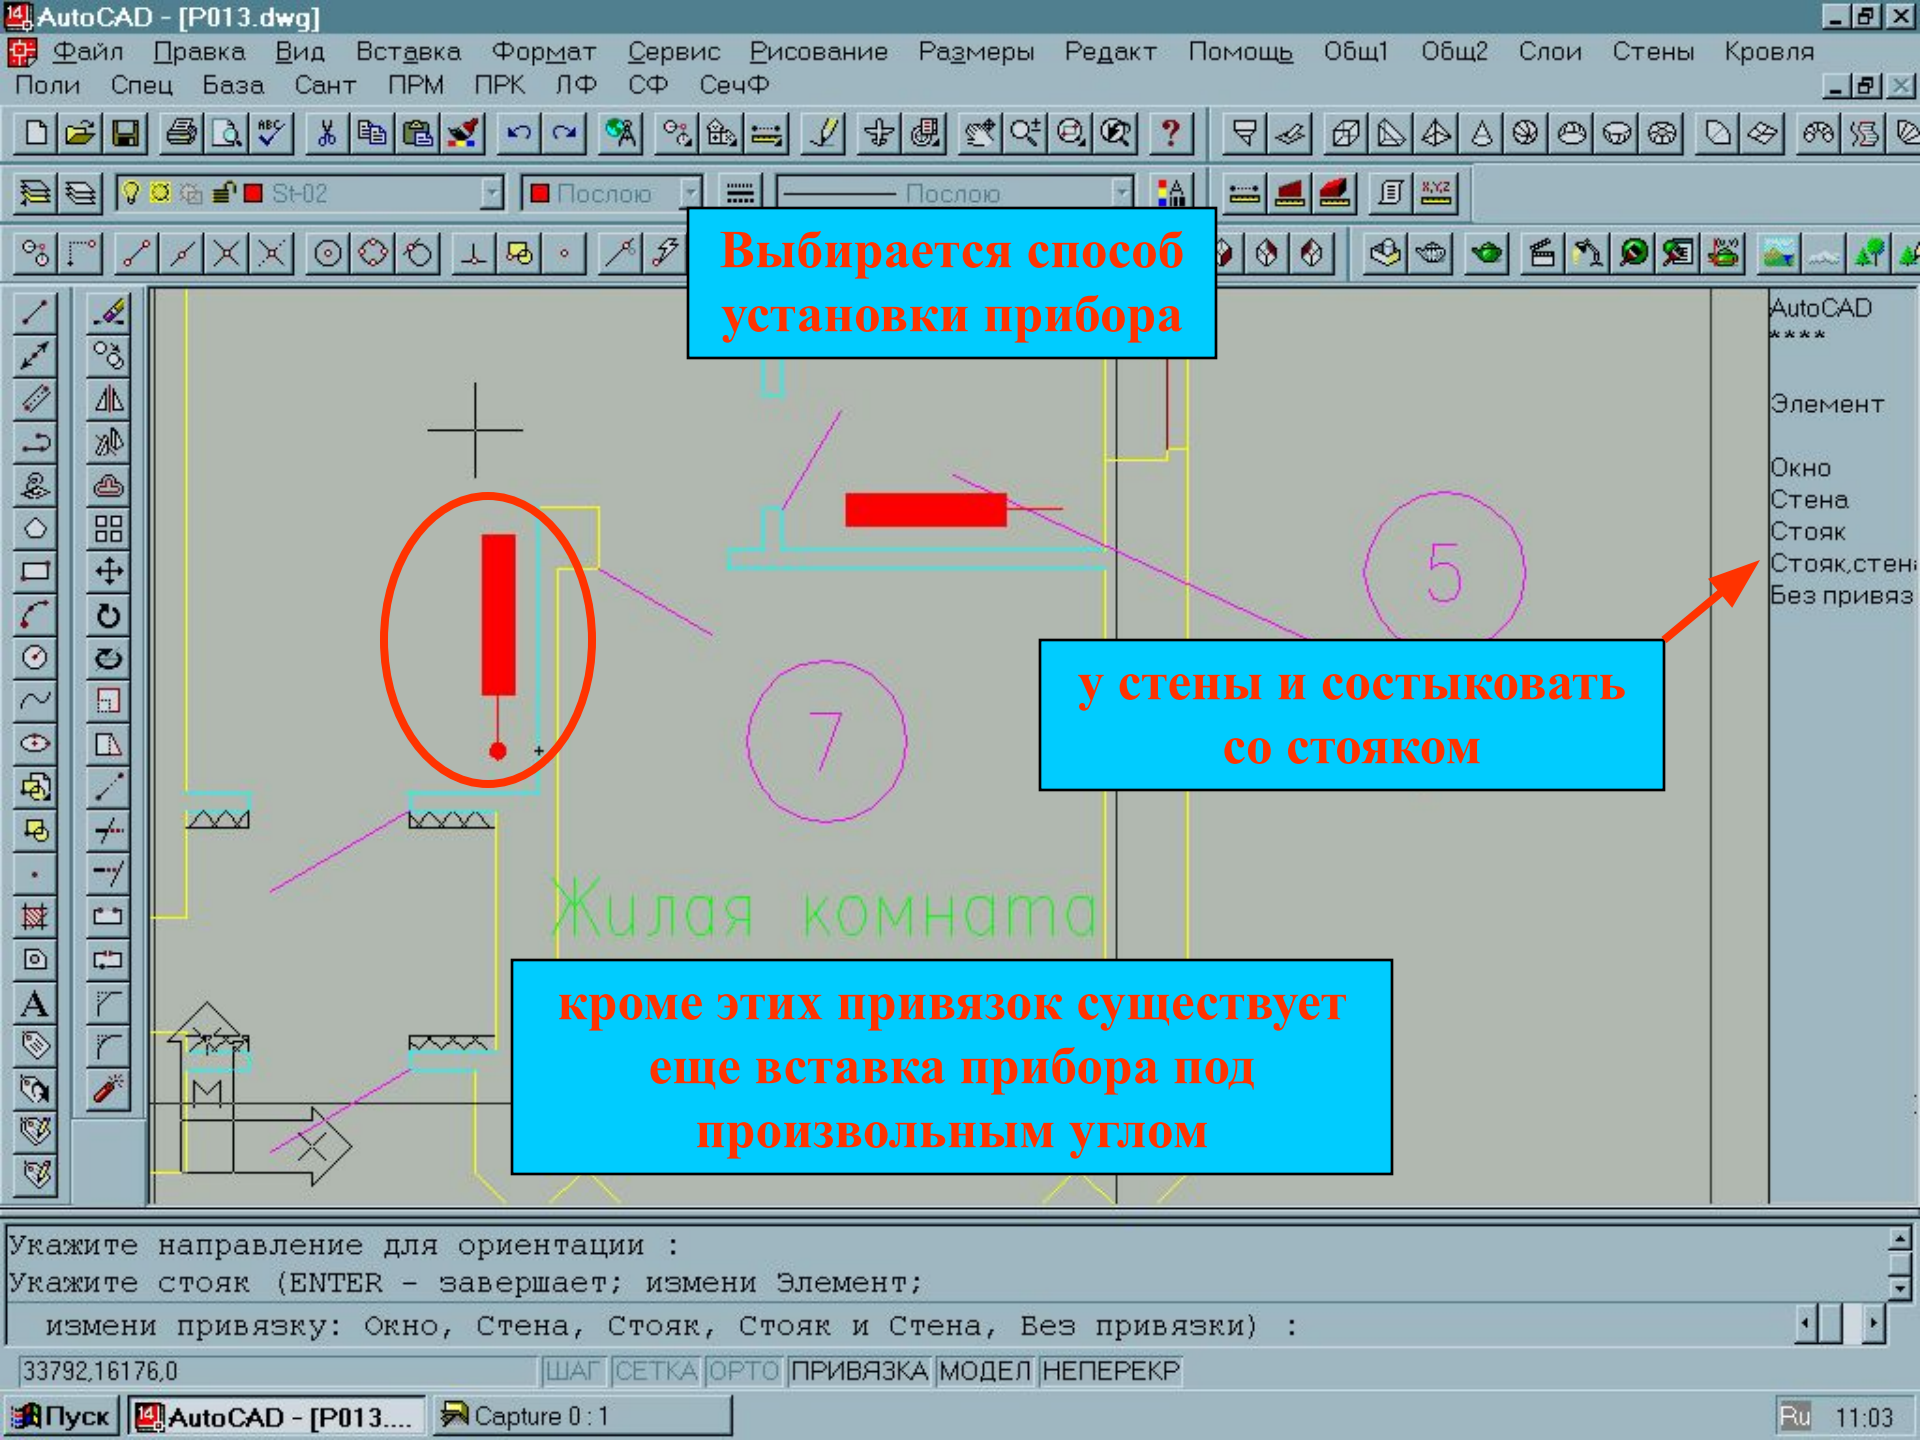 AutoCAD - [P013.dwg]
Файл Правка Вид Вставка Формат Сервис Рисование Размеры Редакт Помощь Общ1 Общ2 Слои Стены Кровля
Поли Спец База Сант ПРМ ПРК ЛФ СФ СечФ
St-02
Послою
Послою
Выбирается способ
установки прибора
AutoCAD
****
Элемент
Окно
Стена
Стояк
Стояк,стен
Без привяз
5
у стены и состыковать
со стояком
7
Жилая комната
кроме этих привязок существует
еще вставка прибора под
произвольным углом
М
X
Укажите направление для ориентации :
Укажите стояк (ENTER - завершает; измени Элемент;
измени привязку: Окно, Стена, Стояк, Стояк и Стена, Без привязки) :
33792,16176,0
ШАГ СЕТКА ОРТО ПРИВЯЗКА МОДЕЛ НЕПЕРЕКР
Пуск
AutoCAD - [P013....
Capture 0 : 1
Ru 11:03